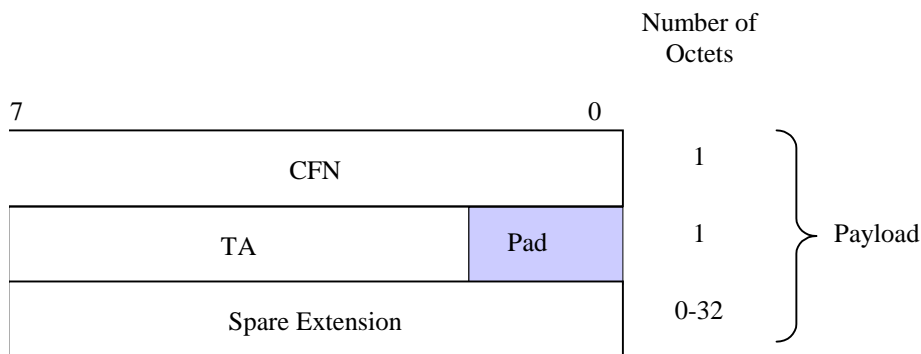 Number of
Octets
7 0
CFN 1
TA Pad 1 Payload
Spare Extension 0-32